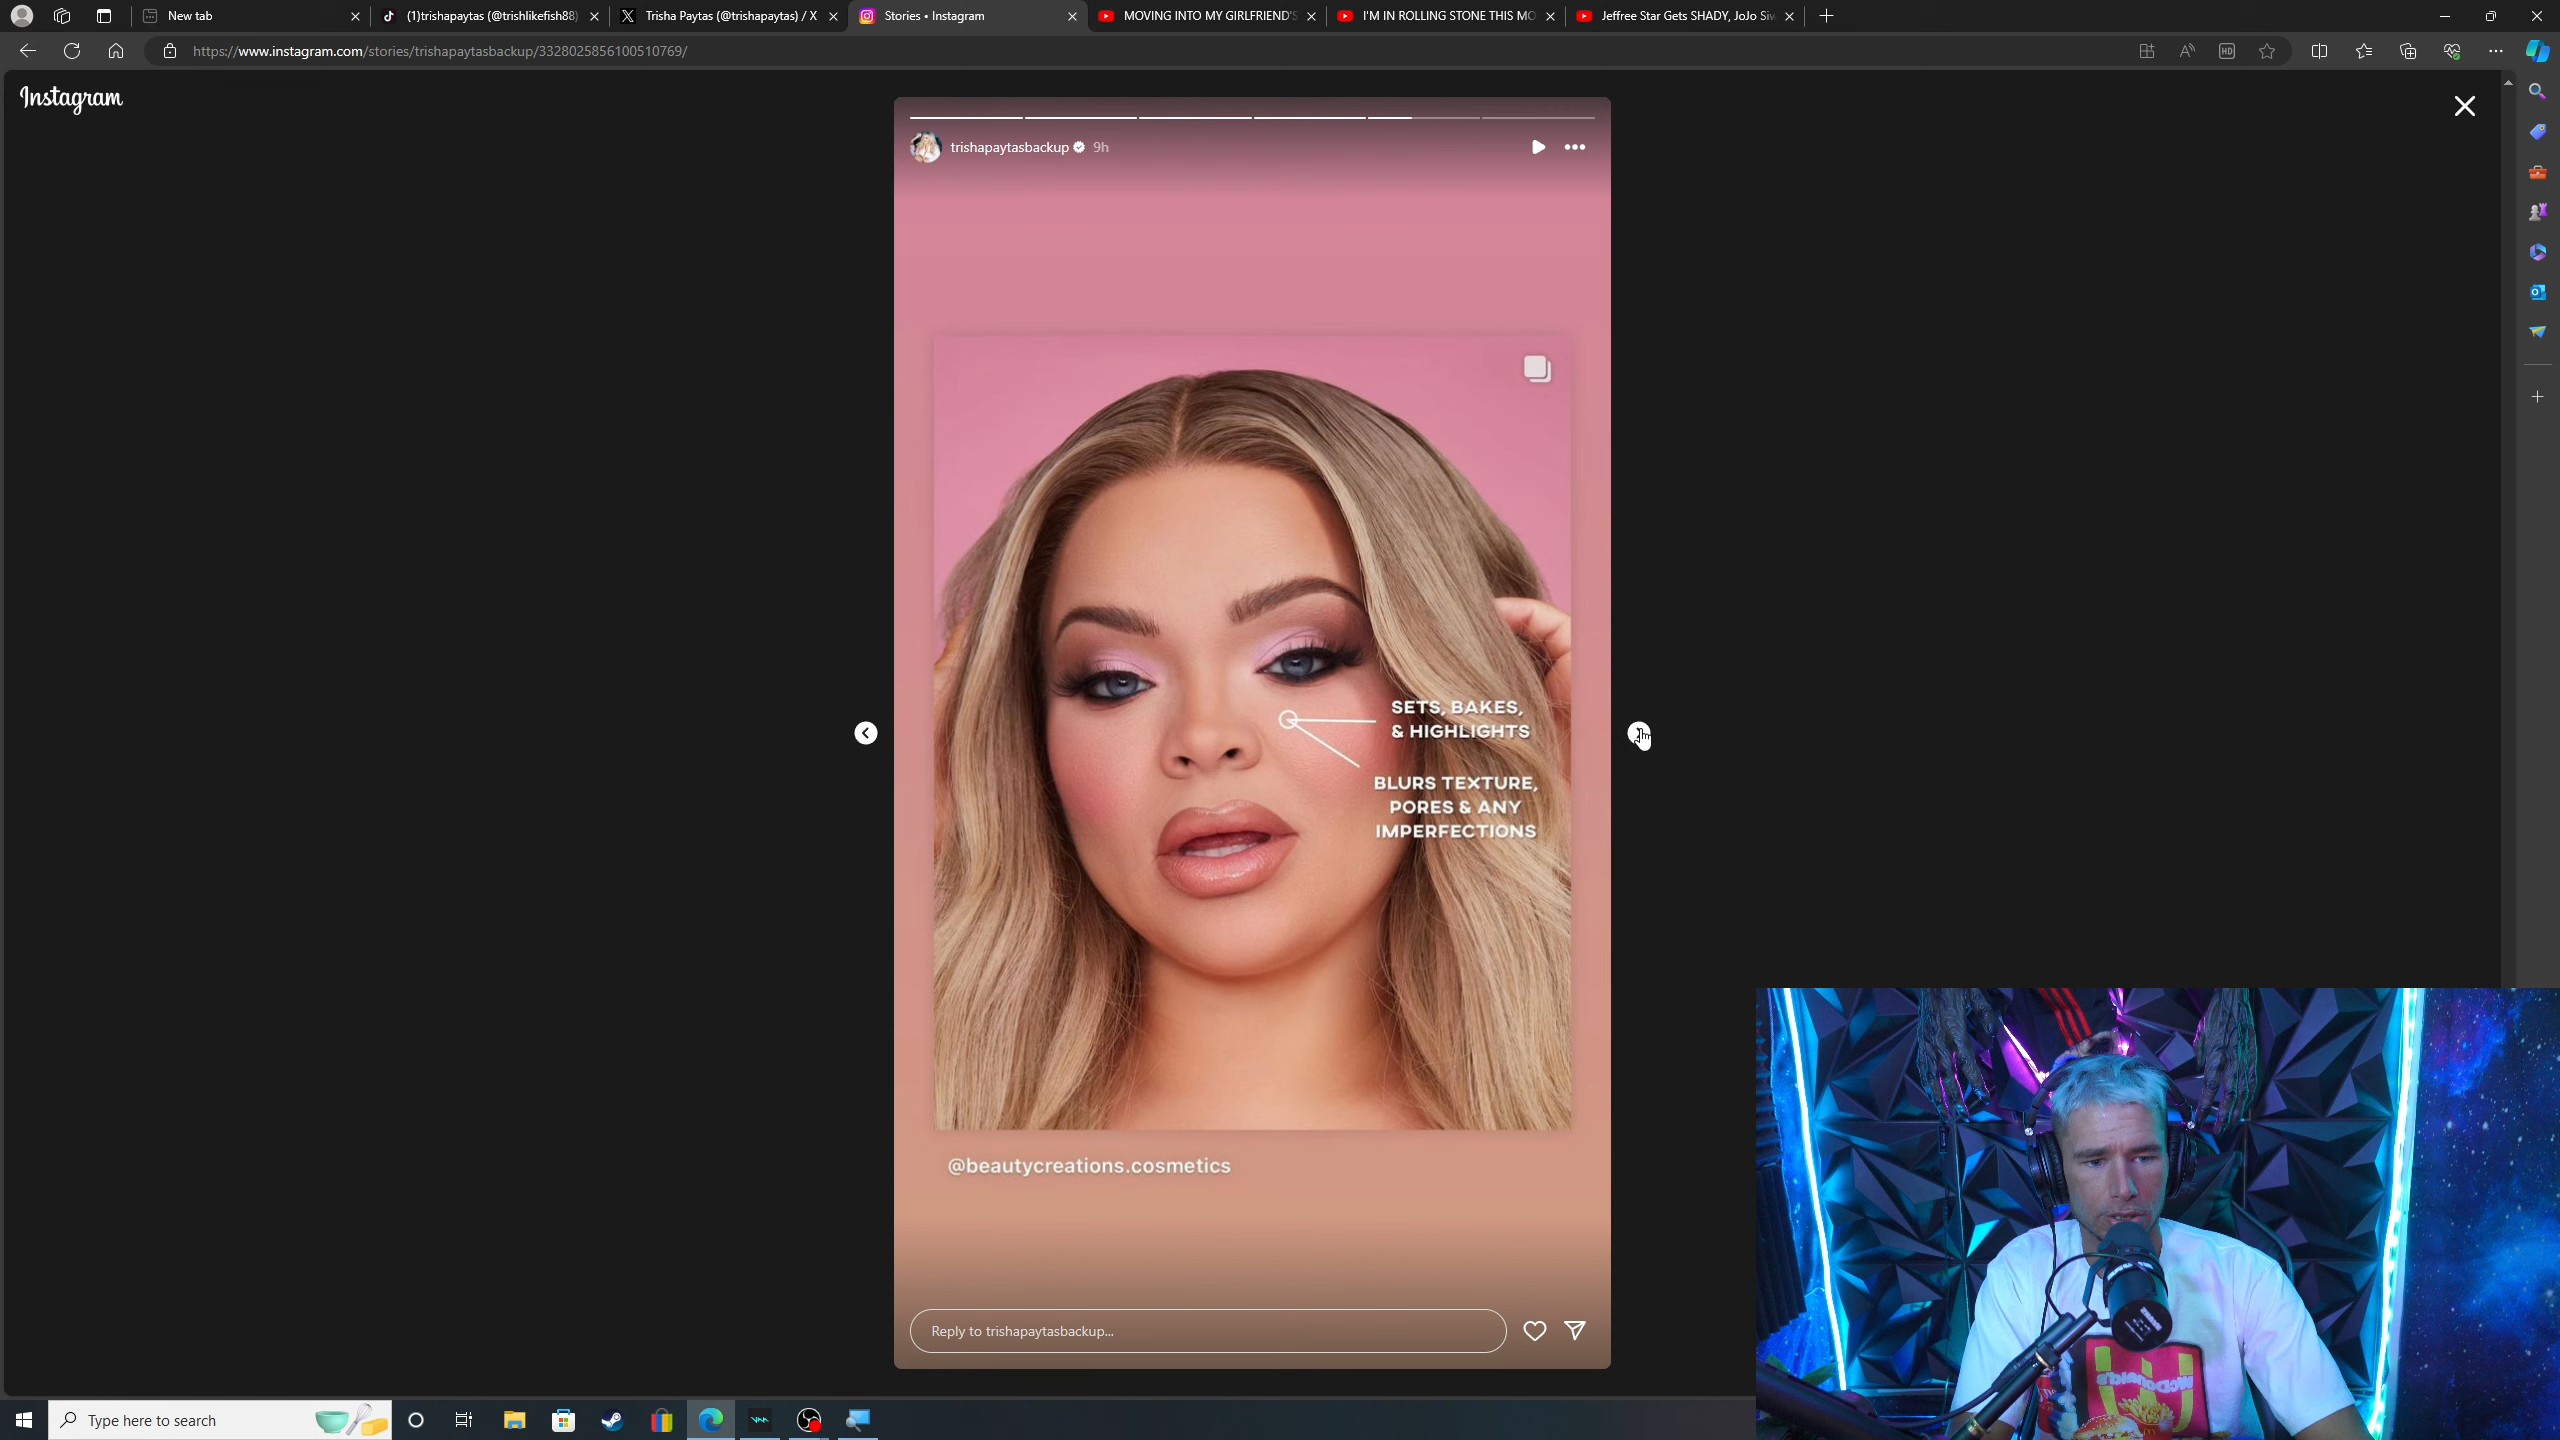 New tab
(1)trishapaytas (@trishlikefish88)
Trisha Paytas (@trishapaytas) / X
Stories • Instagram
MOVING INTO MY GIRLFRIEND'S
I'M IN ROLLING STONE THIS MO
Jeffree Star Gets SHADY, JoJo Siw
https://www.instagram.com/stories/trishapaytasbackup/3328025856100510769/
Instagram
trishapaytasbackup 9h
SETS, BAKES,
& HIGHLIGHTS
BLURS TEXTURE,
PORES & ANY
IMPERFECTIONS
@beautycreations.cosmetics
Reply to trishapaytasbackup...
Type here to search